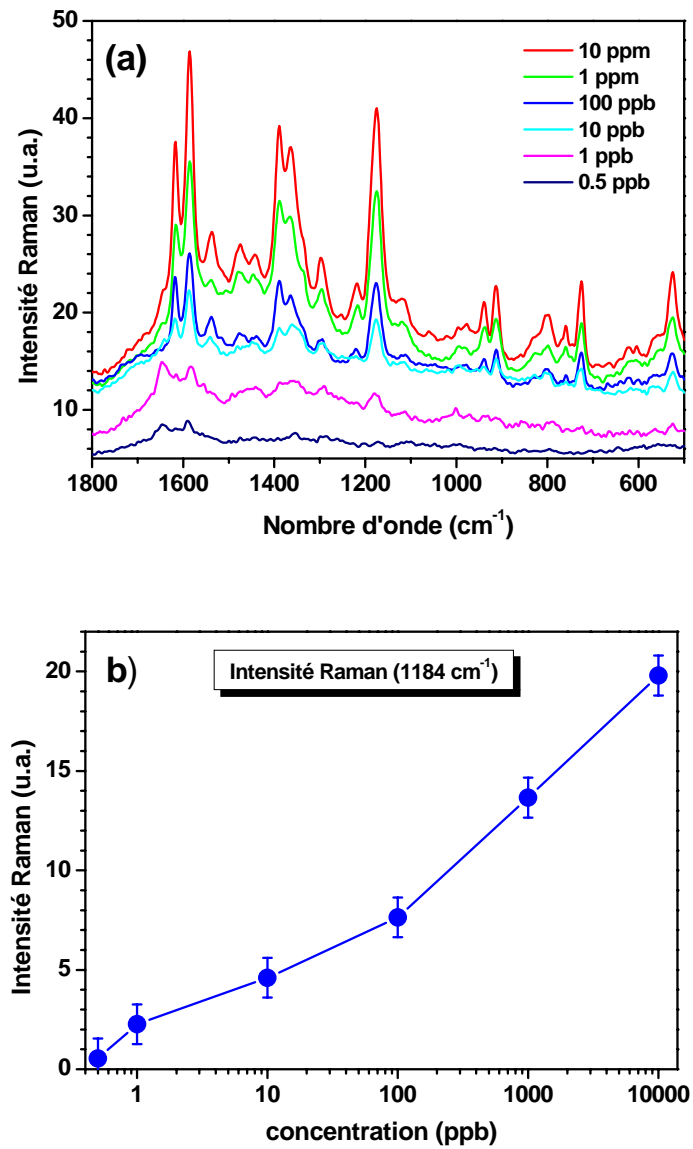 50
(a)
10 ppm
1 ppm
100 ppb
10 ppb
1 ppb
0.5 ppb
40
30
20
10
Intensité Raman (u.a.)
1800 1600 1400 1200 1000 800 600
Nombre d'onde (cm⁻¹)
b)
Intensité Raman (1184 cm⁻¹)
20
15
10
5
0
Intensité Raman (u.a.)
1 10 100 1000 10000
concentration (ppb)